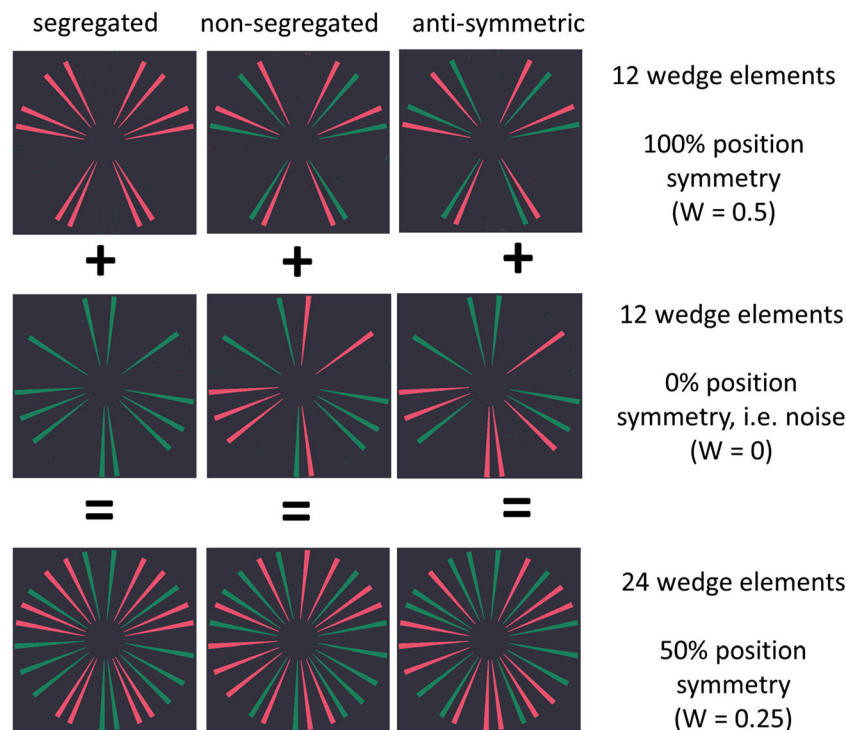 segregated non-segregated anti-symmetric
12 wedge elements
100% position
symmetry
(W = 0.5)
+ + +
12 wedge elements
0% position
symmetry, i.e. noise
(W = 0)
= = =
24 wedge elements
50% position
symmetry
(W = 0.25)